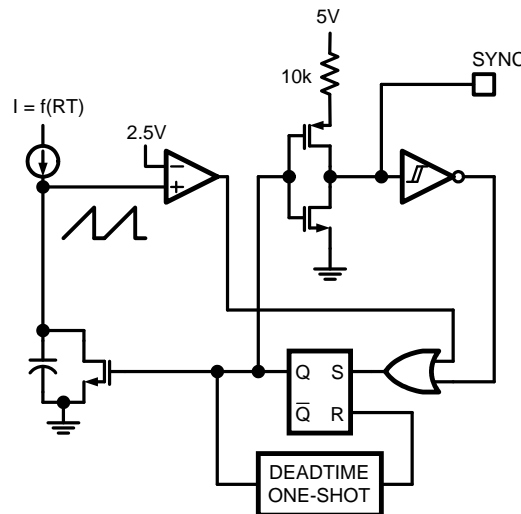 5V
SYNC
10k
I = f(RT)
2.5V
−
+
Q S
Q̅ R
DEADTIME
ONE-SHOT